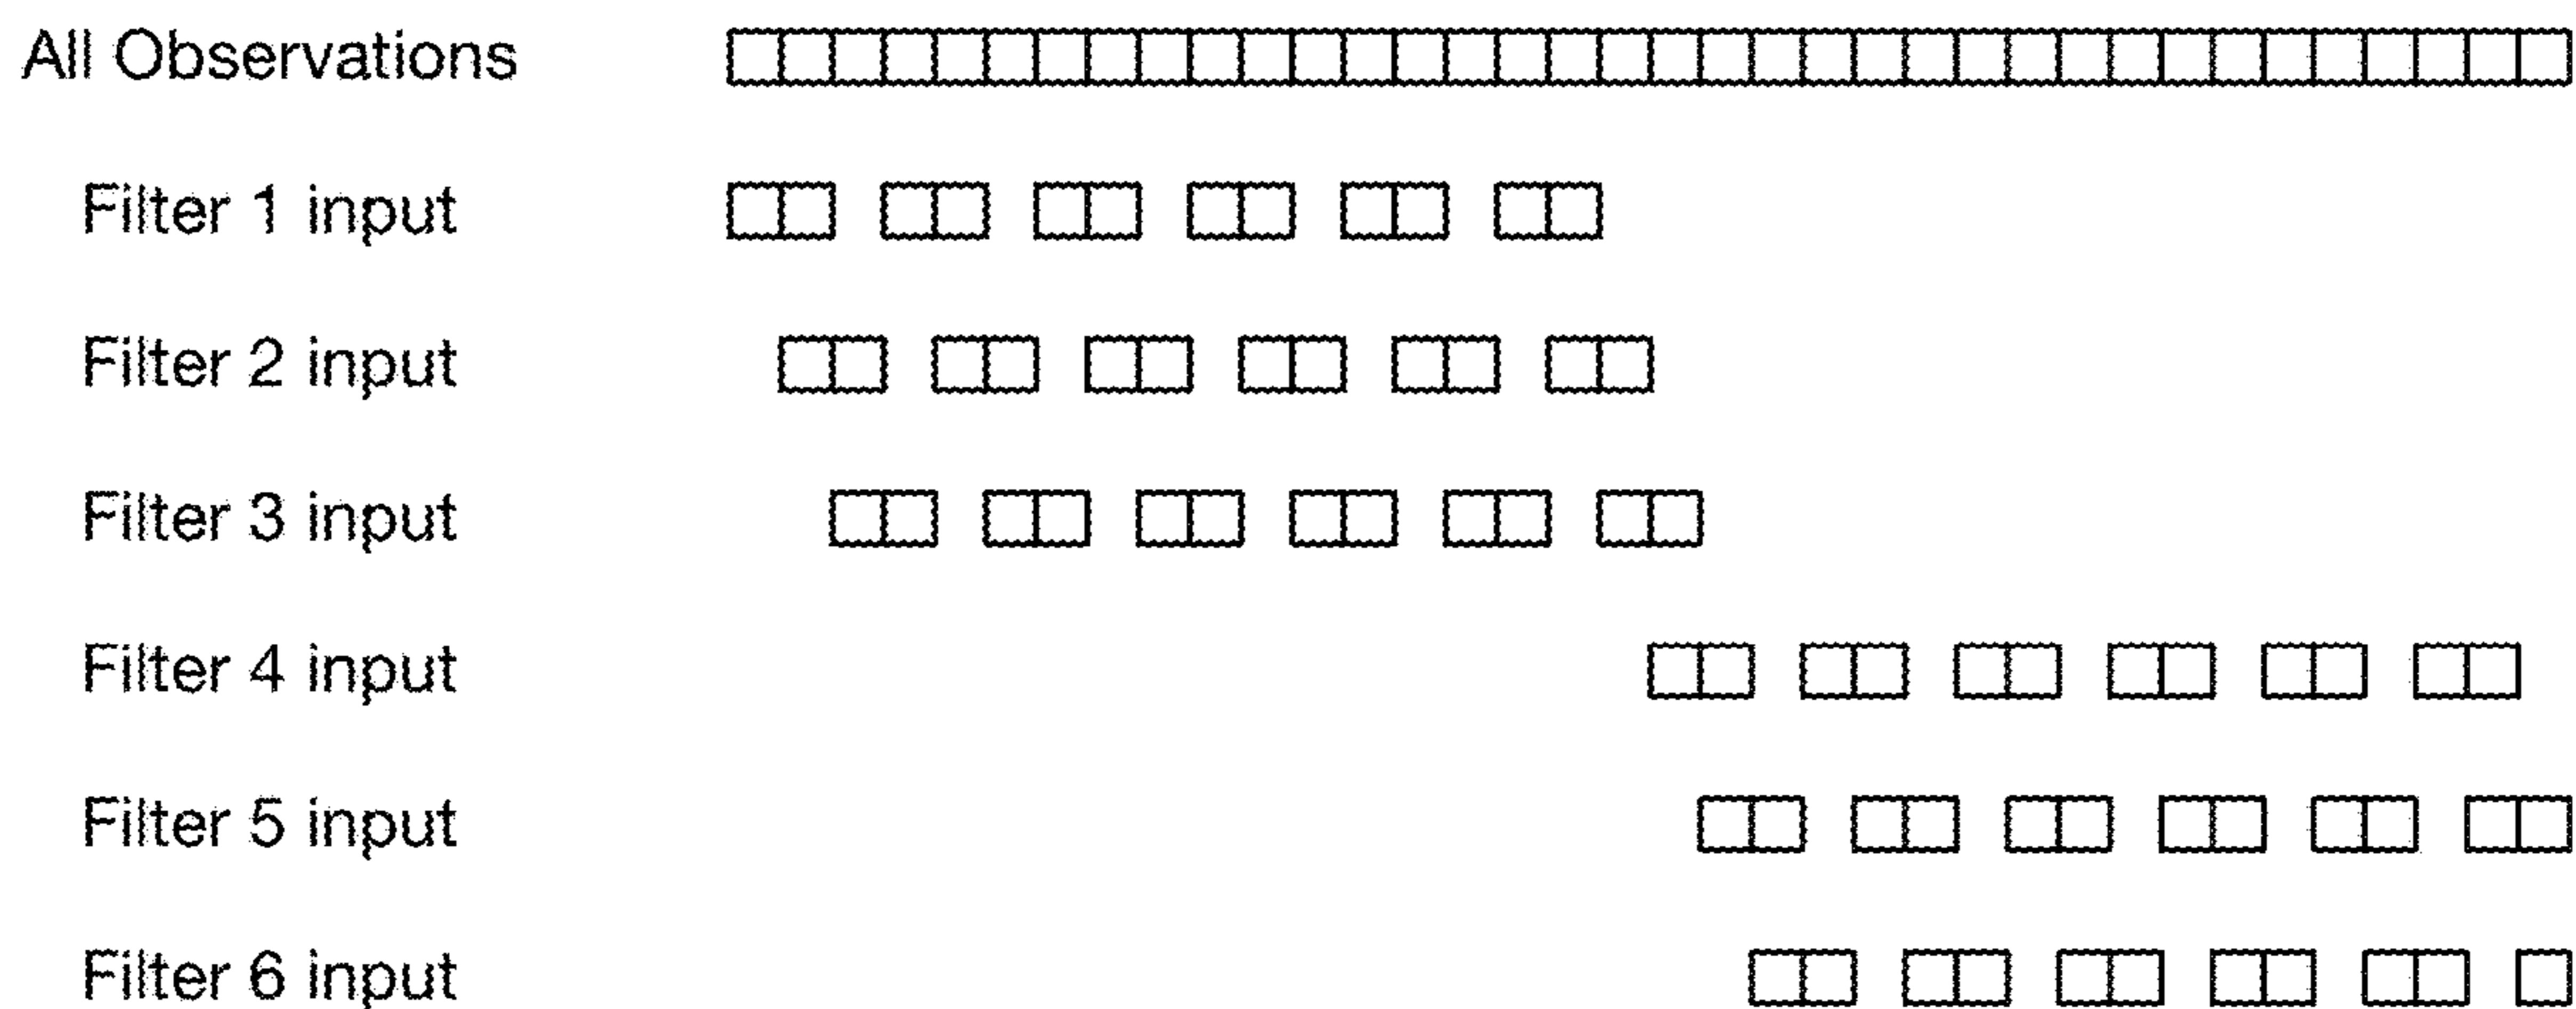 All Observations
Filter 1 input
Filter 2 input
Filter 3 input
Filter 4 input
Filter 5 input
Filter 6 input